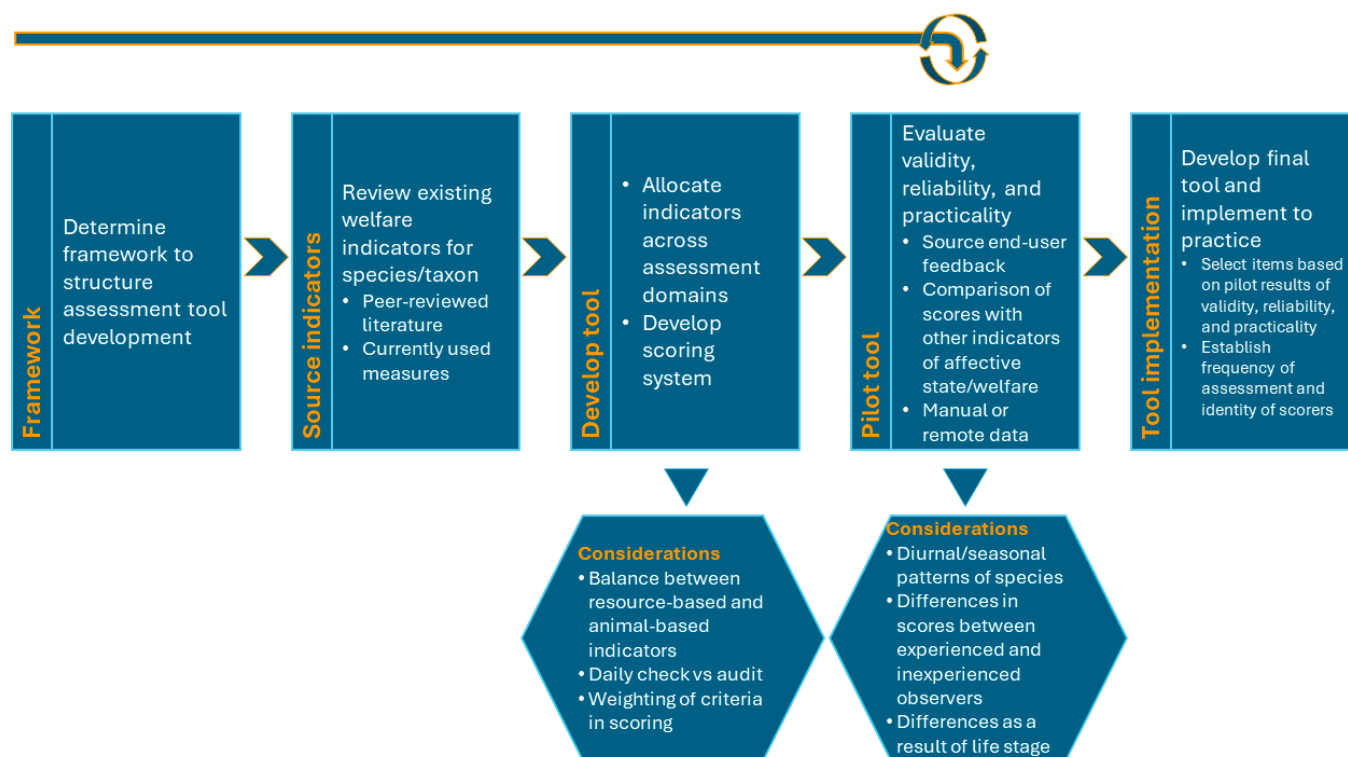 Framework
Determine
framework to
structure
assessment tool
development
Source indicators
Review existing
welfare
indicators for
species/taxon
• Peer-reviewed
literature
• Currently used
measures
Develop tool
• Allocate
indicators
across
assessment
domains
• Develop
scoring
system
Pilot tool
Evaluate
validity,
reliability, and
practicality
• Source end-user
feedback
• Comparison of
scores with
other indicators
of affective
state/welfare
• Manual or
remote data
Tool implementation
Develop final
tool and
implement to
practice
• Select items based
on pilot results of
validity, reliability,
and practicality
• Establish
frequency of
assessment and
identity of scorers
Considerations
• Balance between
resource-based and
animal-based
indicators
• Daily check vs audit
• Weighting of criteria
in scoring
Considerations
• Diurnal/seasonal
patterns of species
• Differences in
scores between
experienced and
inexperienced
observers
• Differences as a
result of life stage